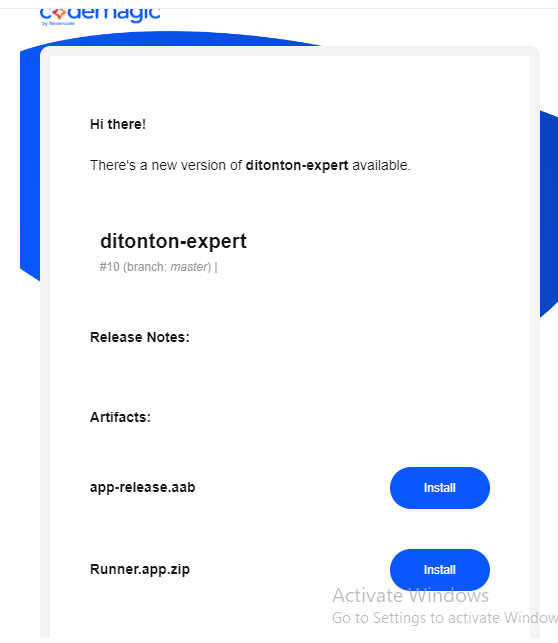 codemagic
by Nevercode
Hi there!
There's a new version of ditonton-expert available.
ditonton-expert
#10 (branch: master) |
Release Notes:
Artifacts:
app-release.aab
Install
Runner.app.zip
Install
Activate Windows
Go to Settings to activate Window